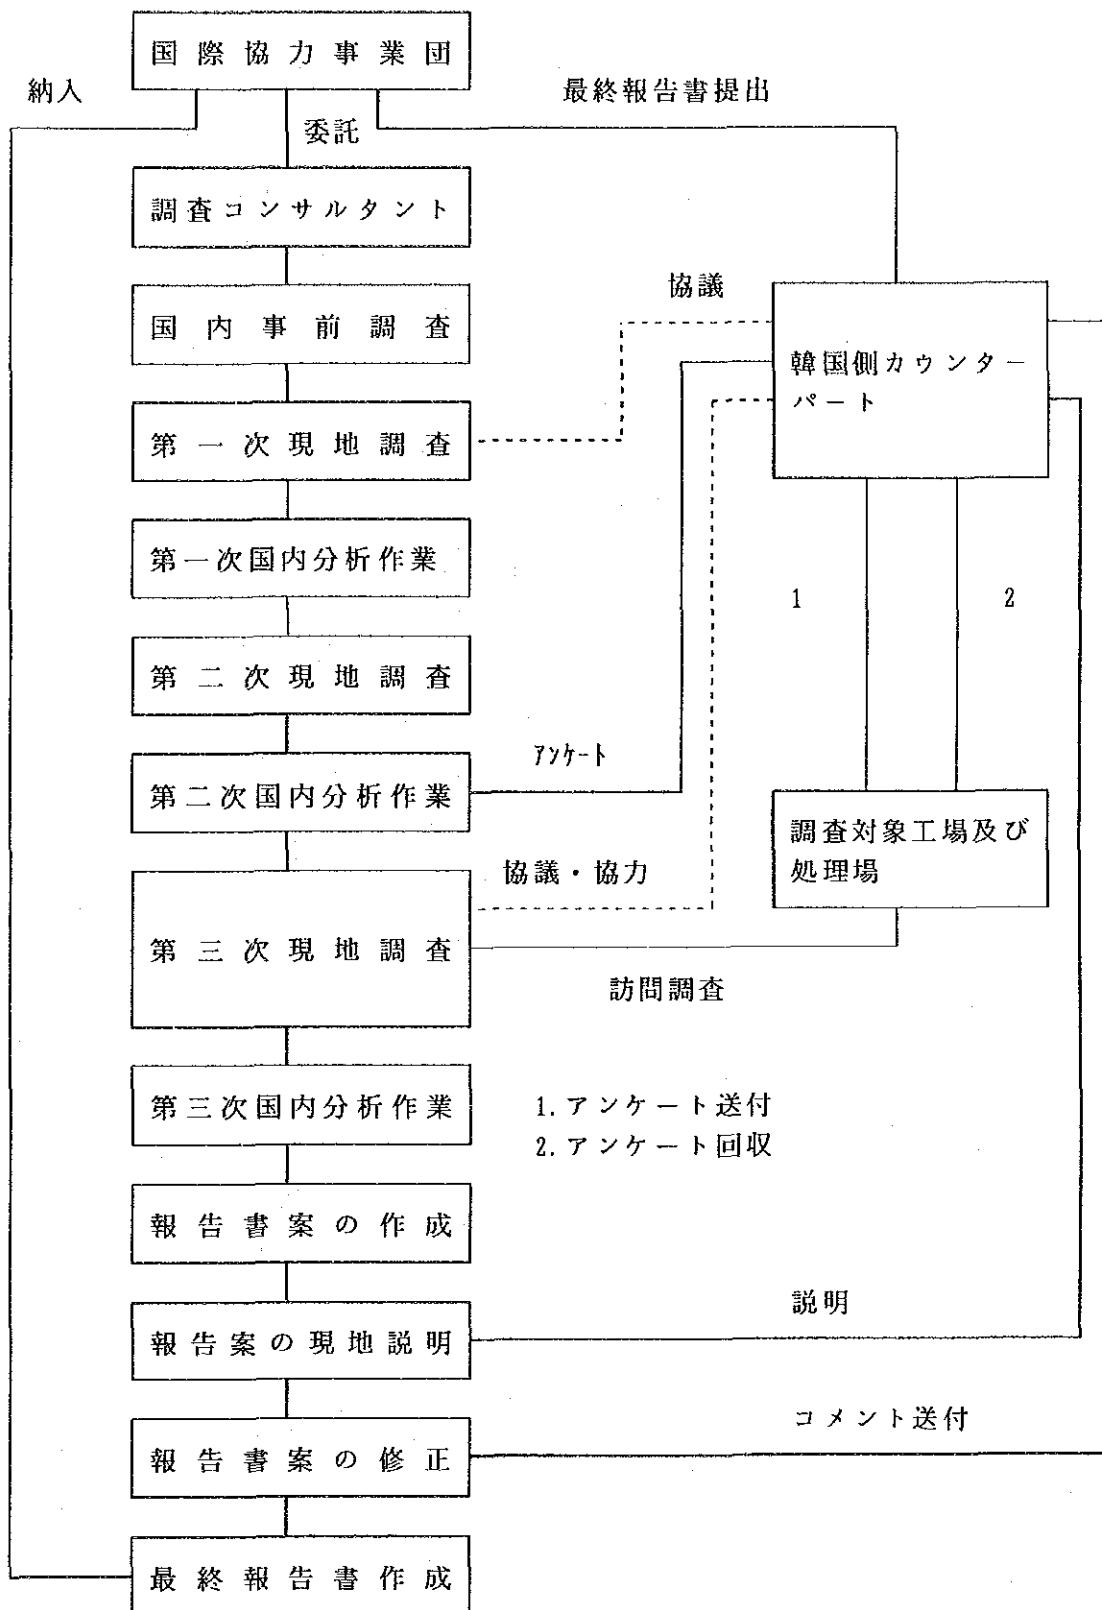 国際協力事業団
納入
最終報告書提出
委託
調査コンサルタント
国内事前調査
協議
韓国側カウンター
パート
第一次現地調査
第一次国内分析作業
1
2
第二次現地調査
アンケート
第二次国内分析作業
調査対象工場及び
処理場
協議・協力
第三次現地調査
訪問調査
第三次国内分析作業
1.アンケート送付
2.アンケート回収
報告書案の作成
説明
報告案の現地説明
コメント送付
報告書案の修正
最終報告書作成